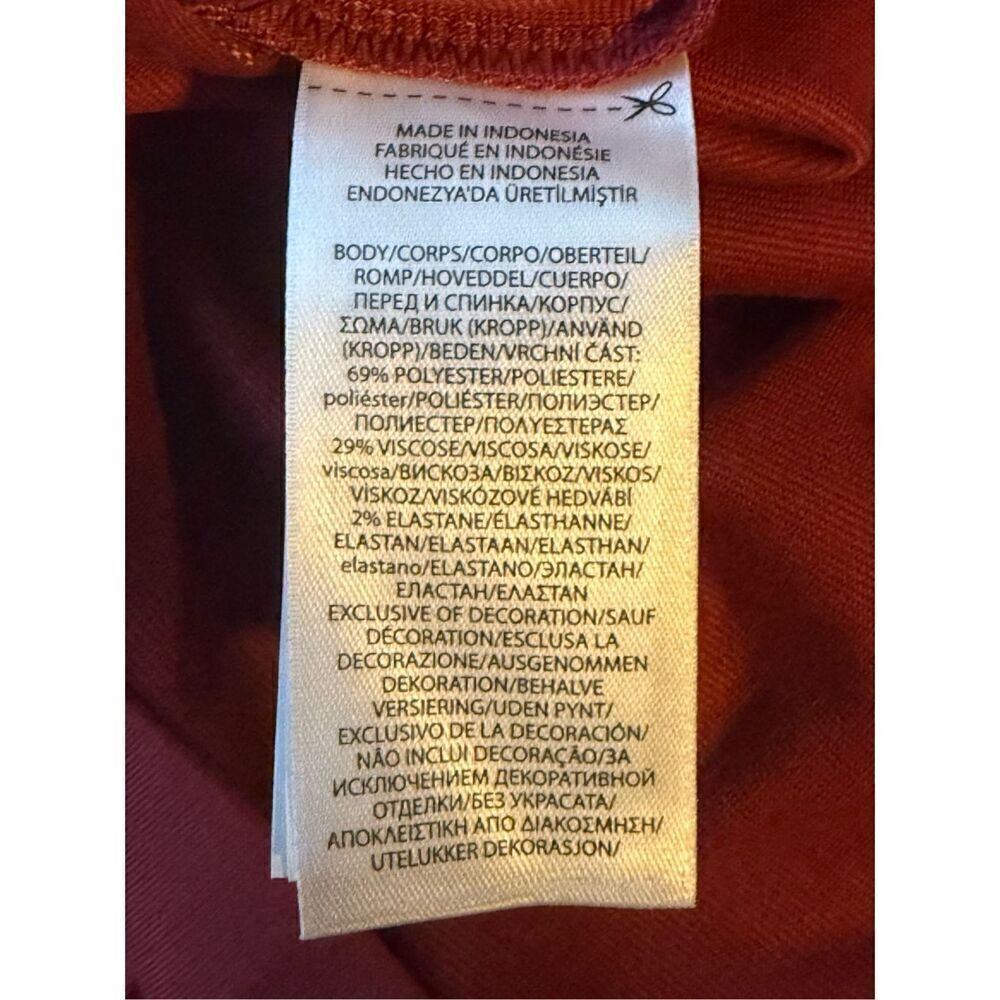 MADE IN INDONESIA
FABRIQUÉ EN INDONÉSIE
HECHO EN INDONESIA
ENDONEZYA'DA ÜRETİLMİŞTİR
BODY/CORPS/CORPO/OBERTEIL/
ROMP/HOVEDDEL/CUERPO/
ПЕРЕД И СПИНКА/КОРПУС/
ΣΩΜΑ/BRUK (KROPP)/ANVÄND
(KROPP)/BEDEN/VRCHNÍ ČÁST:
69% POLYESTER/POLIESTERE/
poliéster/POLIÉSTER/ПОЛИЭСТЕР/
ПОЛИЕСТЕР/ΠΟΛΥΕΣΤΕΡΑΣ
29% VISCOSE/VISCOSA/VISKOSE/
viscosa/ВИСКОЗА/ΒΙΣΚΟΖ/VISKOS/
VİSKOZ/VISKÓZOVÉ HEDVÁBÍ
2% ELASTANE/ÉLASTHANNE/
ELASTAN/ELASTAAN/ELASTHAN/
elastano/ELASTANO/ЭЛАСТАН/
ЕЛАСТАН/ΕΛΑΣΤΑΝ
EXCLUSIVE OF DECORATION/SAUF
DÉCORATION/ESCLUSA LA
DECORAZIONE/AUSGENOMMEN
DEKORATION/BEHALVE
VERSIERING/UDEN PYNT/
EXCLUSIVO DE LA DECORACIÓN/
NÃO INCLUI DECORAÇÃO/ЗА
ИСКЛЮЧЕНИЕМ ДЕКОРАТИВНОЙ
ОТДЕЛКИ/БЕЗ УКРАСАТА/
ΑΠΟΚΛΕΙΣΤΙΚΗ ΑΠΟ ΔΙΑΚΟΣΜΗΣΗ/
UTELUKKER DEKORASJON/